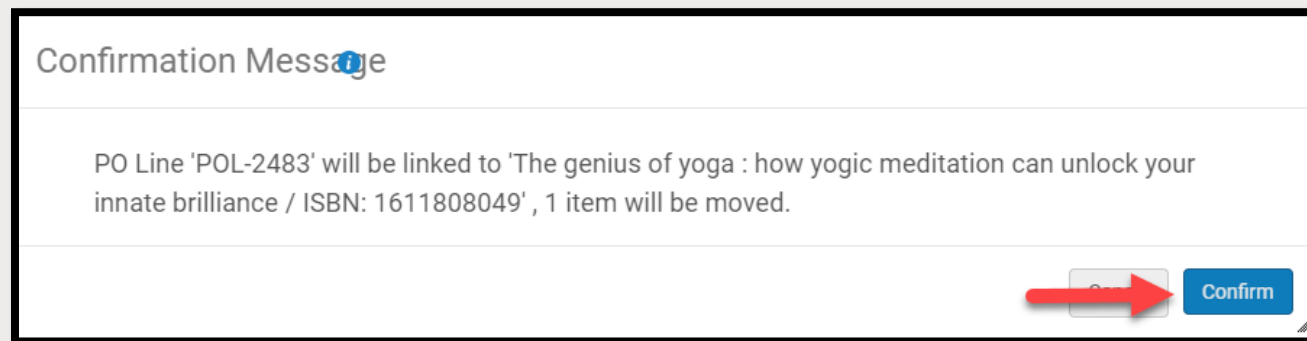 Confirmation Message
PO Line 'POL-2483' will be linked to 'The genius of yoga : how yogic meditation can unlock your
innate brilliance / ISBN: 1611808049' , 1 item will be moved.
Confirm